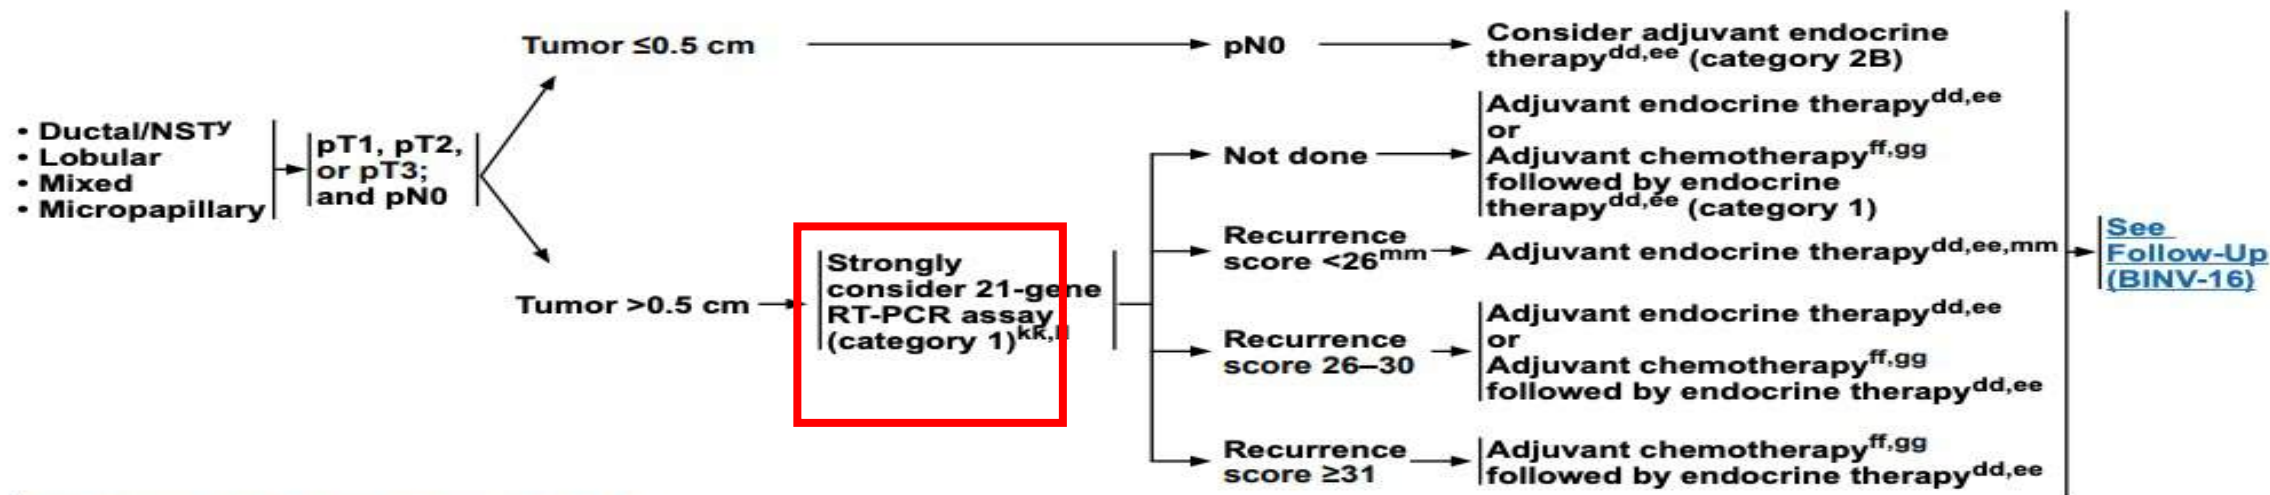 Tumor ≤0.5 cm
pN0
Consider adjuvant endocrine
therapydd,ee (category 2B)
• Ductal/NSTy
• Lobular
• Mixed
• Micropapillary
pT1, pT2,
or pT3;
and pN0
Not done
Adjuvant endocrine therapydd,ee
or
Adjuvant chemotherapyff,gg
followed by endocrine
therapydd,ee (category 1)
Tumor >0.5 cm
Strongly
consider 21-gene
RT-PCR assay
(category 1)kk,ll
Recurrence
score <26mm
Adjuvant endocrine therapydd,ee,mm
Recurrence
score 26–30
Adjuvant endocrine therapydd,ee
or
Adjuvant chemotherapyff,gg
followed by endocrine therapydd,ee
Recurrence
score ≥31
Adjuvant chemotherapyff,gg
followed by endocrine therapydd,ee
See
Follow-Up
(BINV-16)